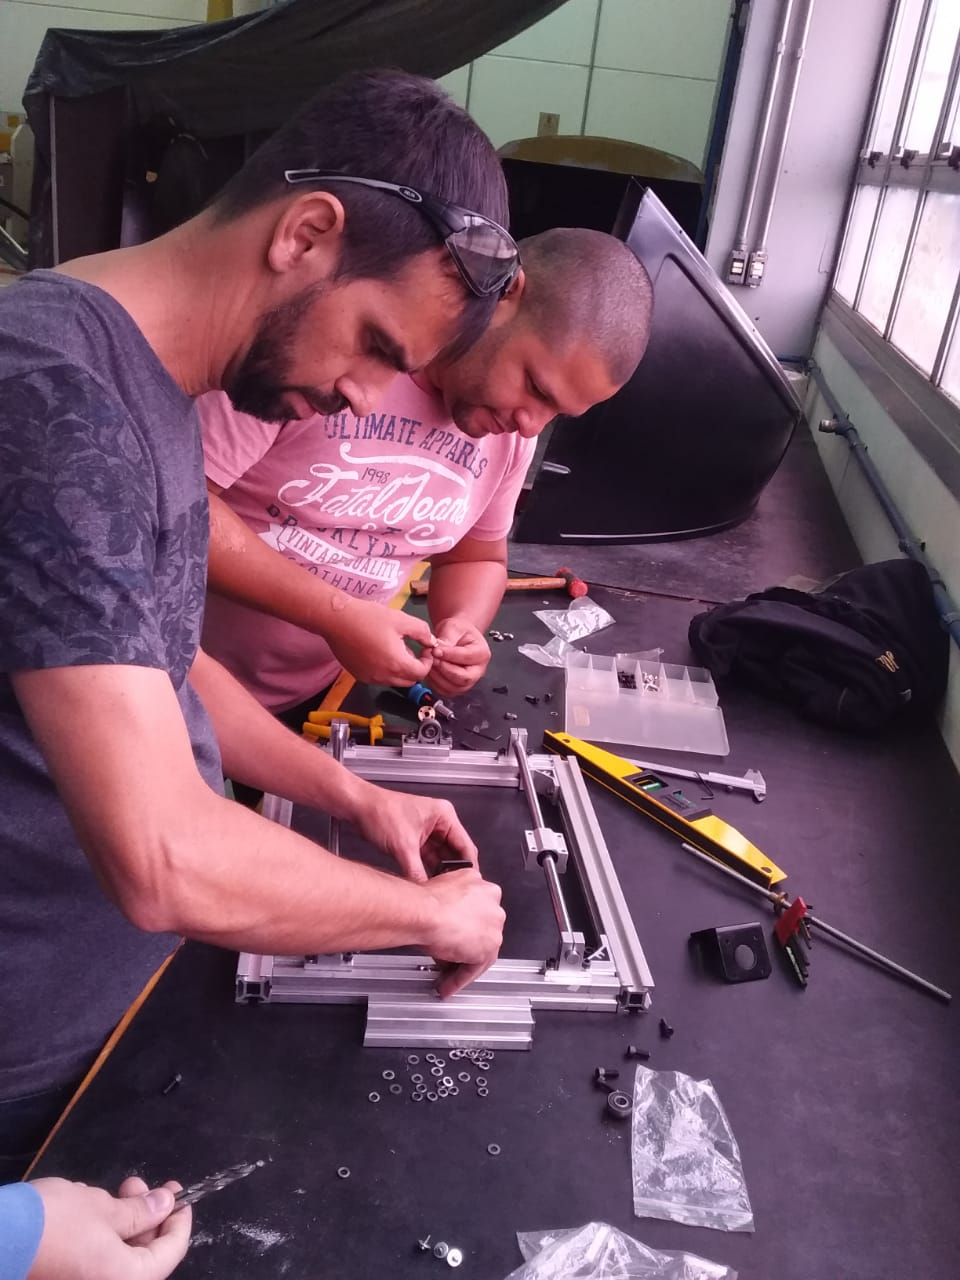 ULTIMATE APPARELS
1998
Fatal Jeans
BROOKLYN
VINTAGE QUALITY
CLOTHING